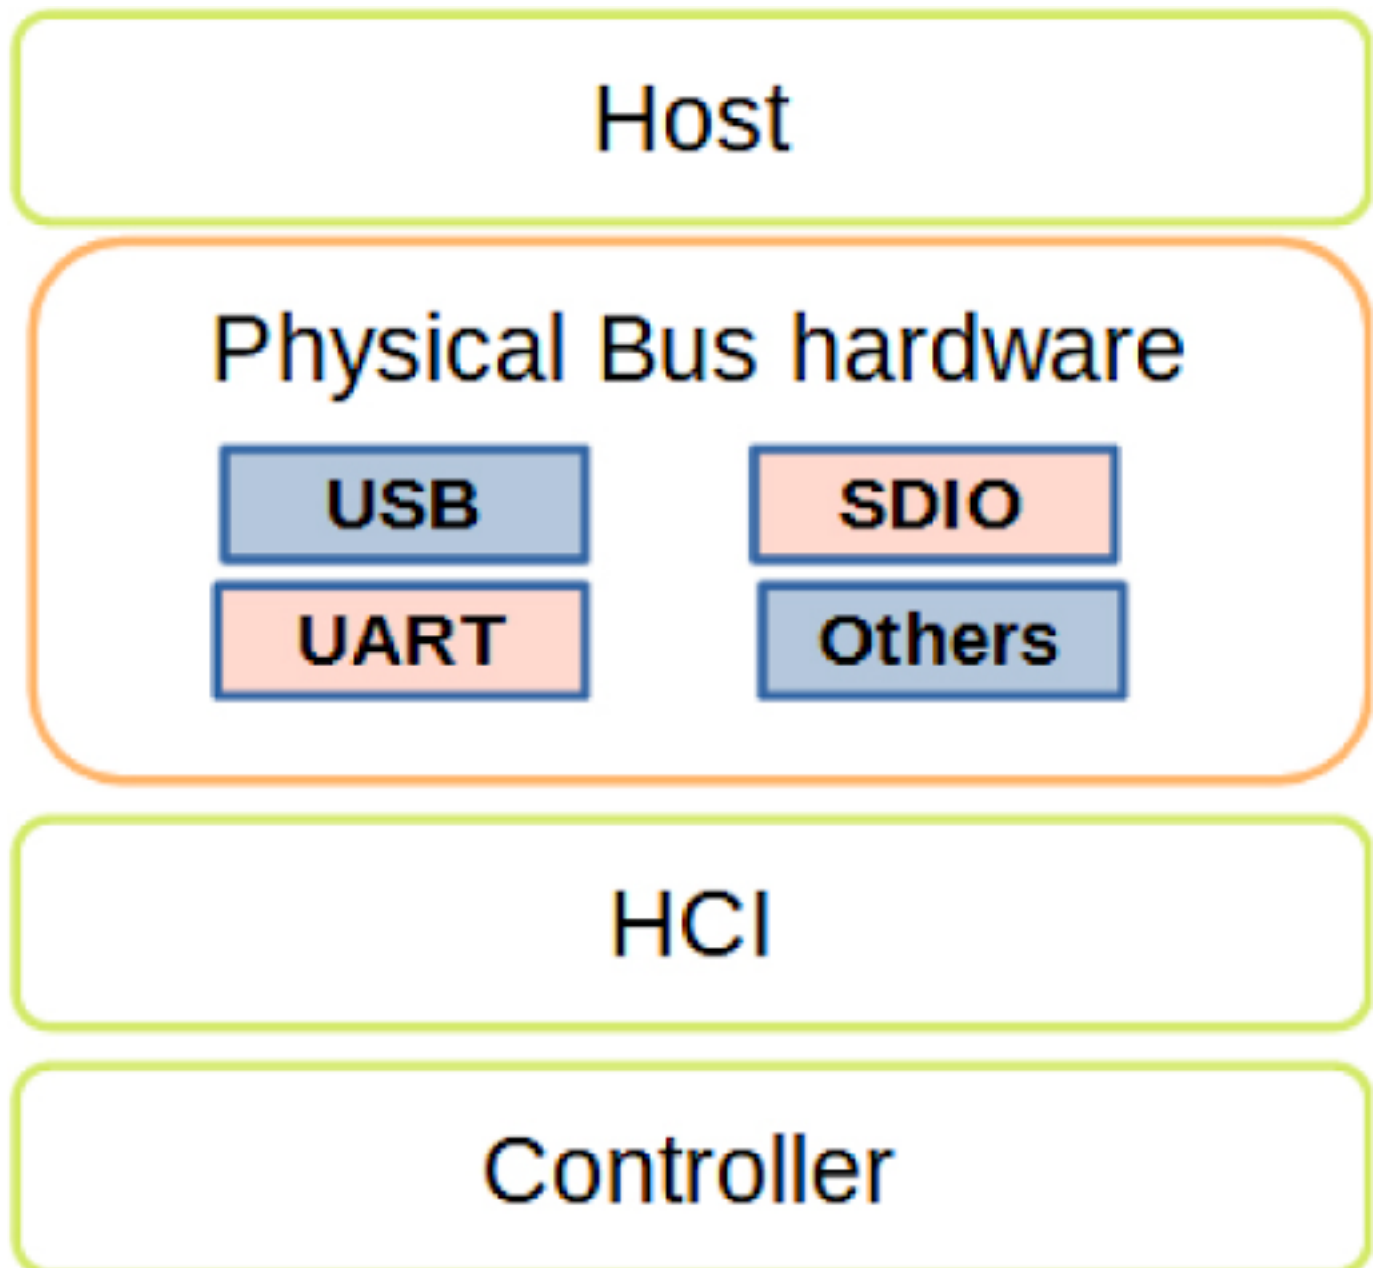 Host
Physical Bus hardware
USB SDIO
UART Others
HCI
Controller